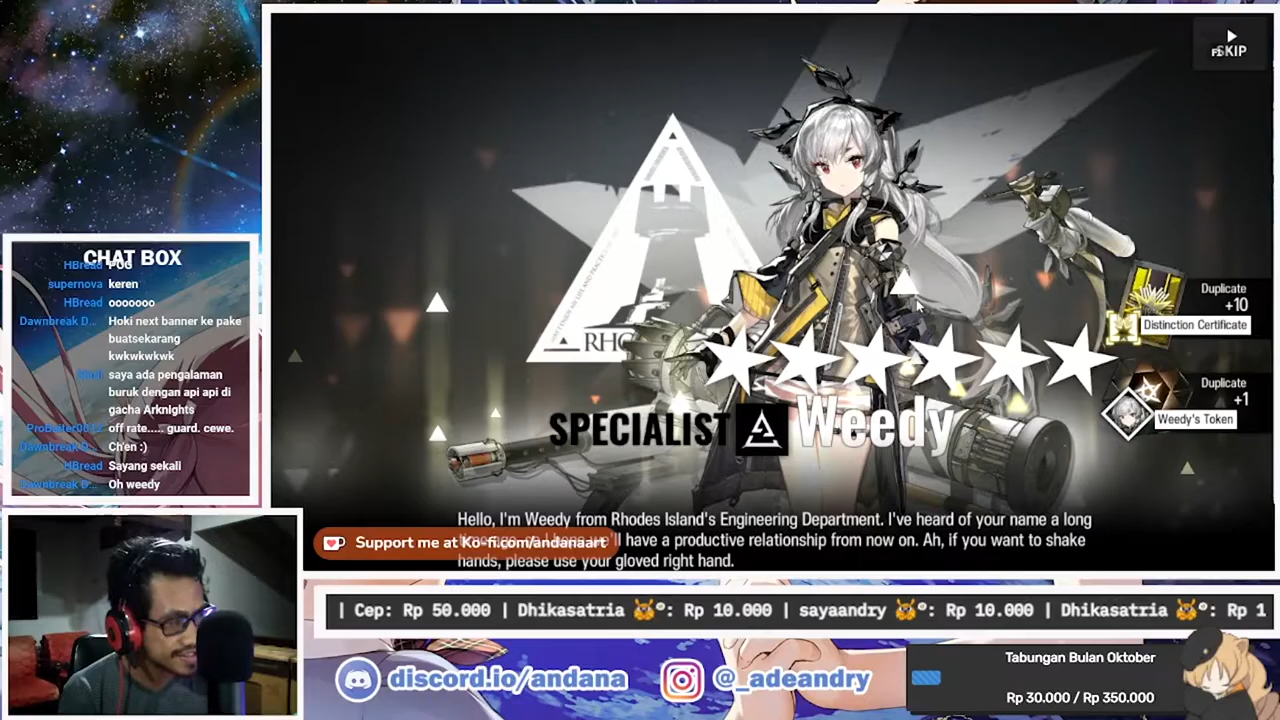 SKIP
CHAT BOX
HBread POG
supernova keren
HBread ooooooo
Dawnbreak D... Hoki next banner ke pake
buatsekarang
kwkwkwkwk
saya ada pengalaman
buruk dengan api api di
gacha Arknights
off rate..... guard. cewe.
Dawnbreak D... Ch'en :)
HBread Sayang sekali
Dawnbreak D... Oh weedy
RHO
Duplicate
+10
Distinction Certificate
Duplicate
+1
Weedy's Token
SPECIALIST Weedy
Hello, I'm Weedy from Rhodes Island's Engineering Department. I've heard of your name a long
we'll have a productive relationship from now on. Ah, if you want to shake
hands, please use your gloved right hand.
Support me at Ko-fi.com/andanaart
| Cep: Rp 50.000 | Dhikasatria : Rp 10.000 | sayaandry : Rp 10.000 | Dhikasatria : Rp 1
discord.io/andana @_adeandry
Tabungan Bulan Oktober
Rp 30.000 / Rp 350.000